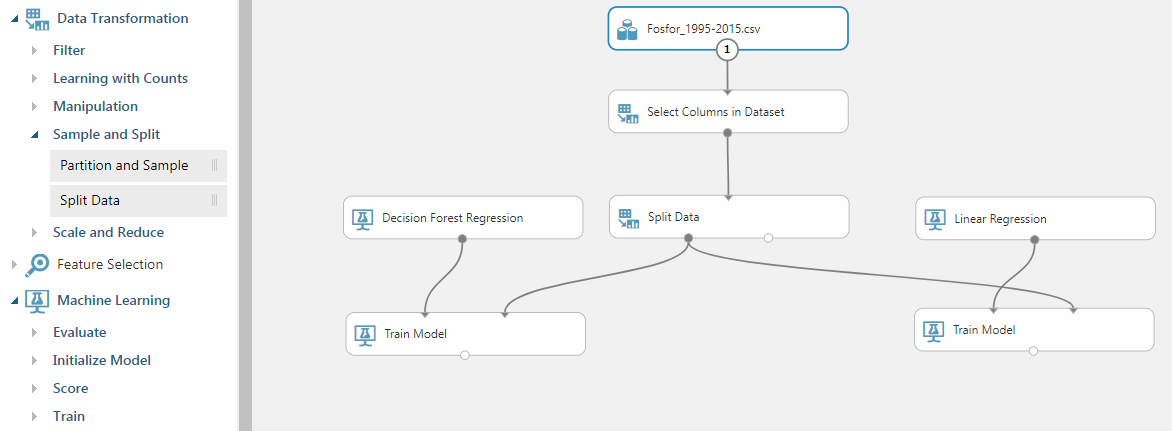 Data Transformation
Filter
Learning with Counts
Manipulation
Sample and Split
Partition and Sample
Split Data
Scale and Reduce
Feature Selection
Machine Learning
Evaluate
Initialize Model
Score
Train
Fosfor_1995-2015.csv
1
Select Columns in Dataset
Decision Forest Regression
Split Data
Linear Regression
Train Model
Train Model